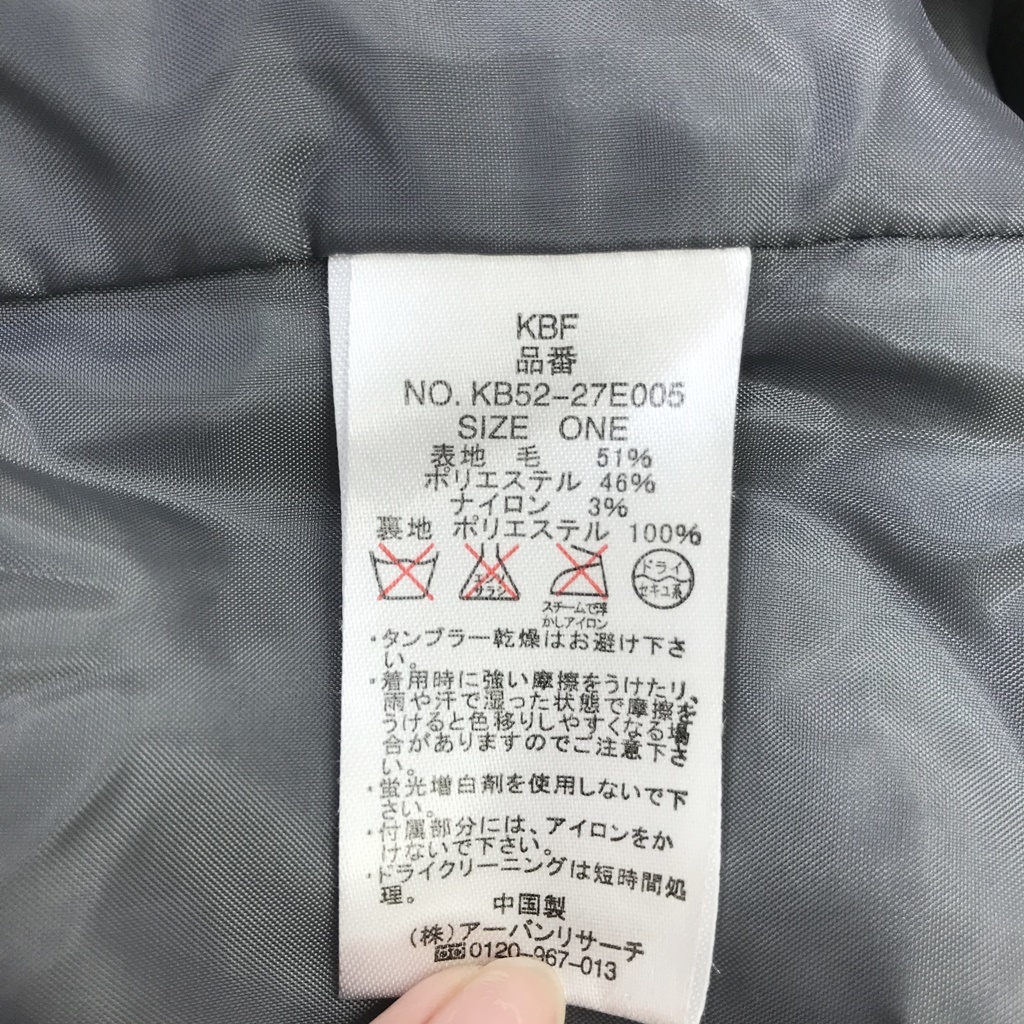 KBF
品番
NO. KB52-27E005
SIZE ONE
表地 毛 51%
ポリエステル 46%
ナイロン 3%
裏地 ポリエステル 100%
エンソサラシ
スチームで浮かしアイロン
ドライ
セキユ系
・タンブラー乾燥はお避け下さ
い。
・着用時に強い摩擦をうけたり、
雨や汗で湿った状態で摩擦を
うけると色移りしやすくなる場
合がありますのでご注意下さ
い。
・蛍光増白剤を使用しないで下
さい。
・付属部分には、アイロンをか
けないで下さい。
・ドライクリーニングは短時間処
理。
中国製
(株)アーバンリサーチ
0120-967-013